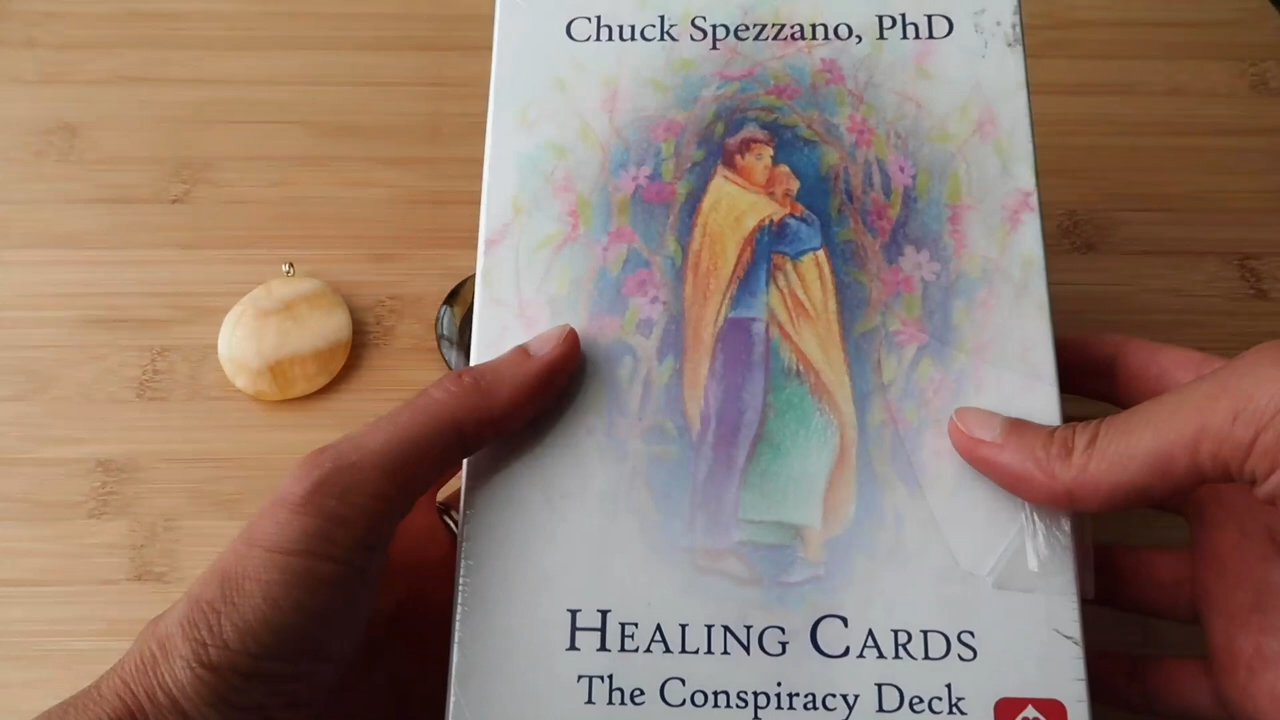 Chuck Spezzano, PhD
HEALING CARDS
The Conspiracy Deck